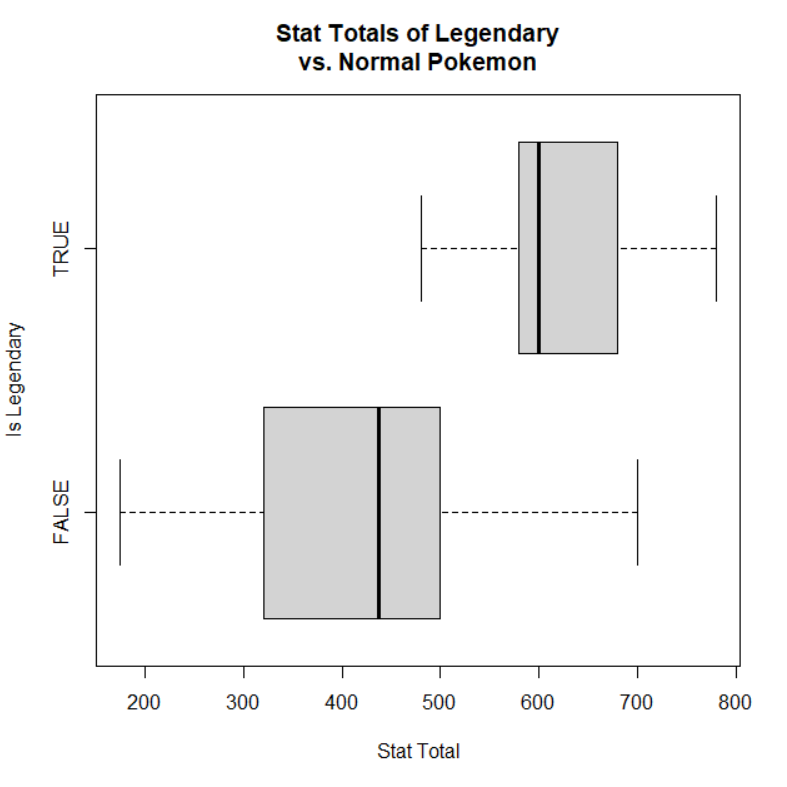 Stat Totals of Legendary
vs. Normal Pokemon
Is Legendary
TRUE
FALSE
200 300 400 500 600 700 800
Stat Total